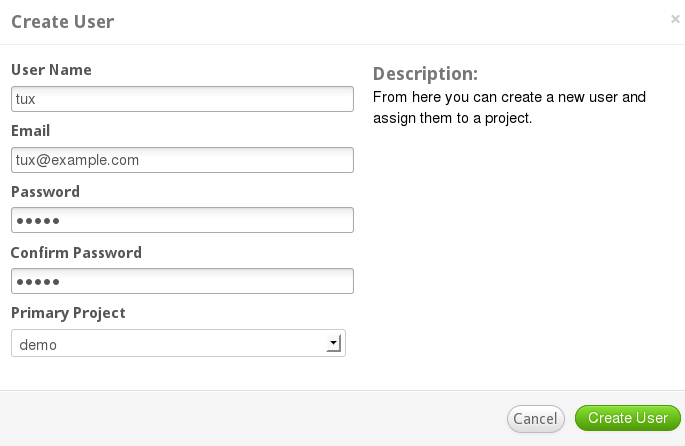 Create User
×
User Name
tux
Email
tux@example.com
Password
●●●●●
Confirm Password
●●●●●
Primary Project
demo
Description:
From here you can create a new user and
assign them to a project.
Cancel
Create User